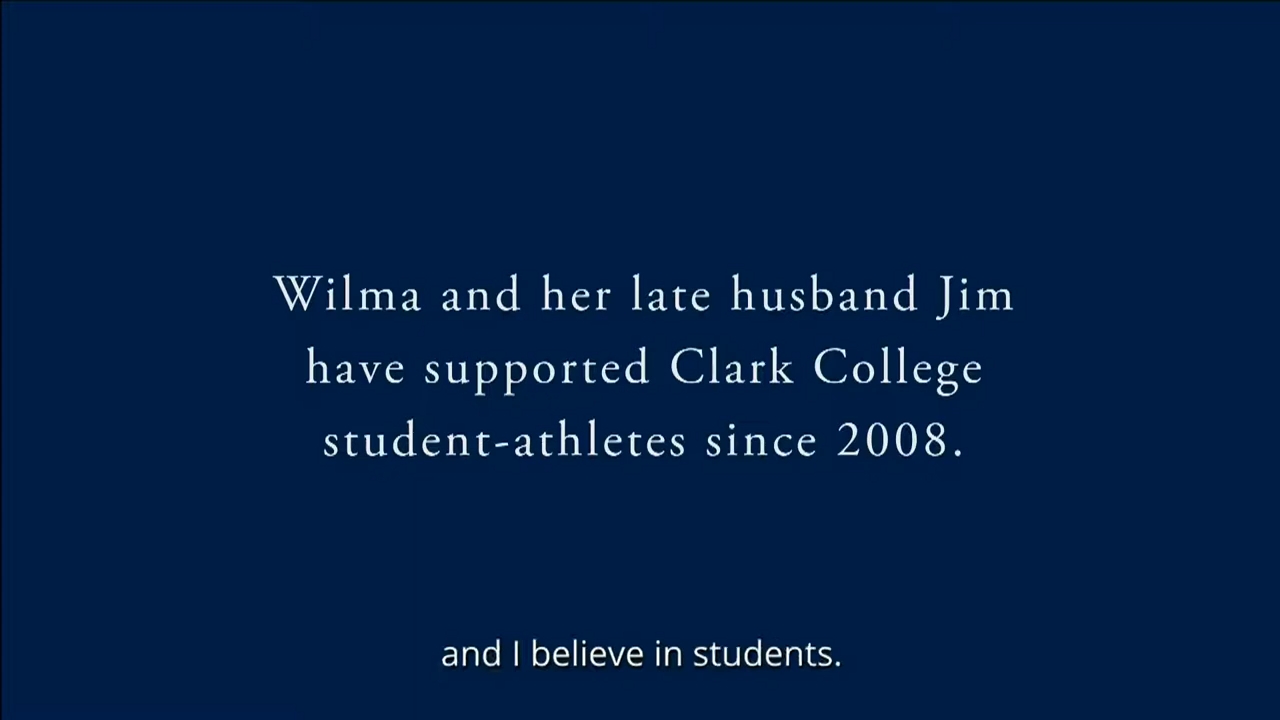 Wilma and her late husband Jim
have supported Clark College
student-athletes since 2008.
and I believe in students.